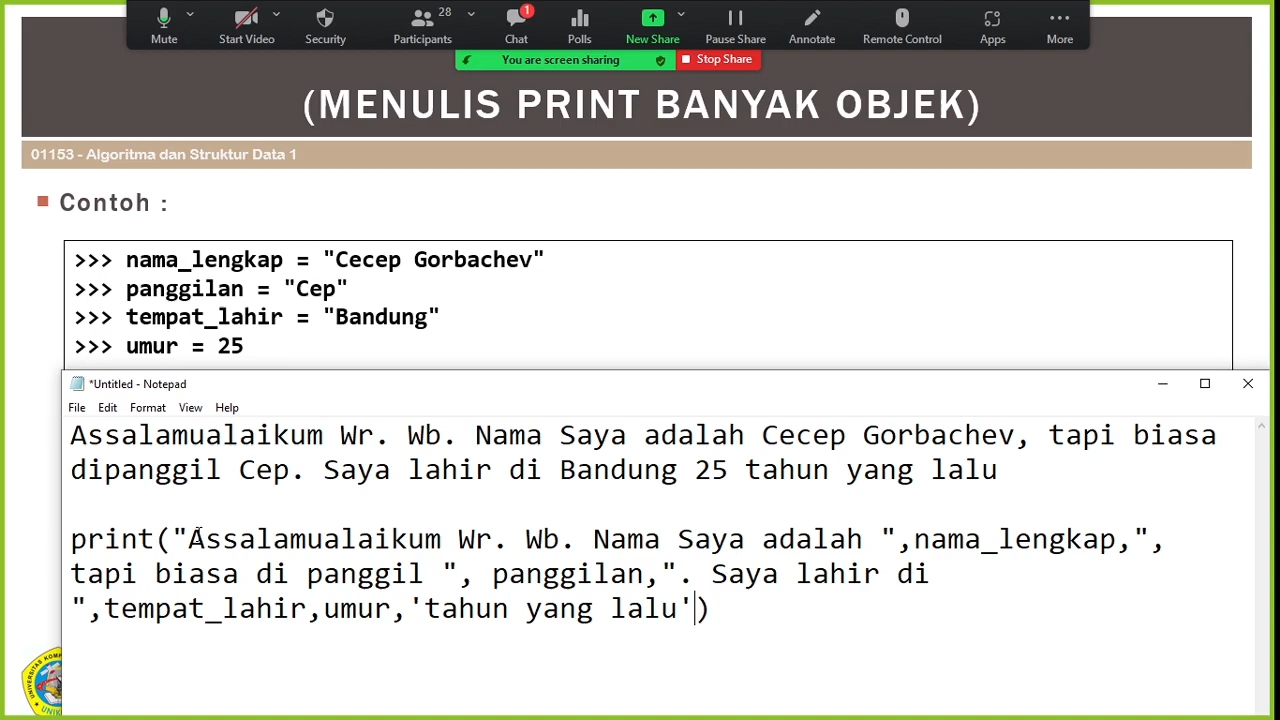 28
1
Mute
Start Video
Security
Participants
Chat
Polls
New Share
Pause Share
Annotate
Remote Control
Apps
More
You are screen sharing
Stop Share
(MENULIS PRINT BANYAK OBJEK)
01153 - Algoritma dan Struktur Data 1
Contoh :
>>> nama_lengkap = "Cecep Gorbachev"
>>> panggilan = "Cep"
>>> tempat_lahir = "Bandung"
>>> umur = 25
*Untitled - Notepad
File Edit Format View Help
Assalamualaikum Wr. Wb. Nama Saya adalah Cecep Gorbachev, tapi biasa
dipanggil Cep. Saya lahir di Bandung 25 tahun yang lalu
print("Assalamualaikum Wr. Wb. Nama Saya adalah ",nama_lengkap,",
tapi biasa di panggil ", panggilan,". Saya lahir di
",tempat_lahir,umur,'tahun yang lalu')